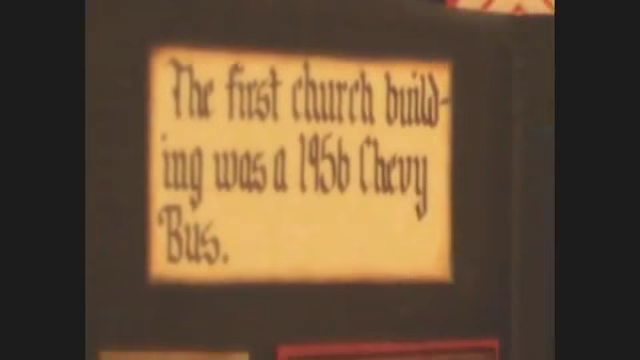 The first church build-
ing was a 1956 Chevy
Bus.